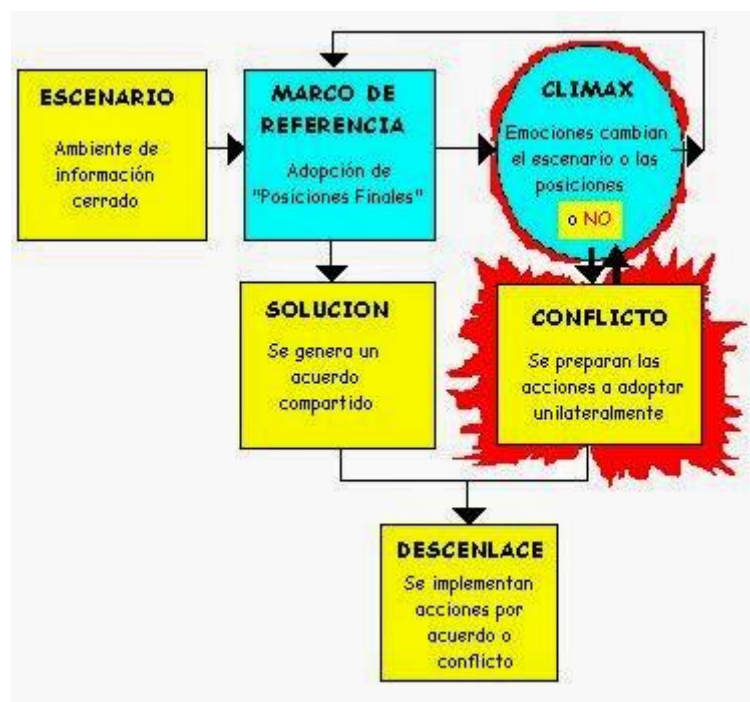 ESCENARIO
Ambiente de
información
cerrado
MARCO DE
REFERENCIA
Adopción de
"Posiciones Finales"
CLIMAX
Emociones cambian
el escenario o las
posiciones
o NO
SOLUCION
Se genera un
acuerdo
compartido
CONFLICTO
Se preparan las
acciones a adoptar
unilateralmente
DESCENLACE
Se implementan
acciones por
acuerdo o
conflicto